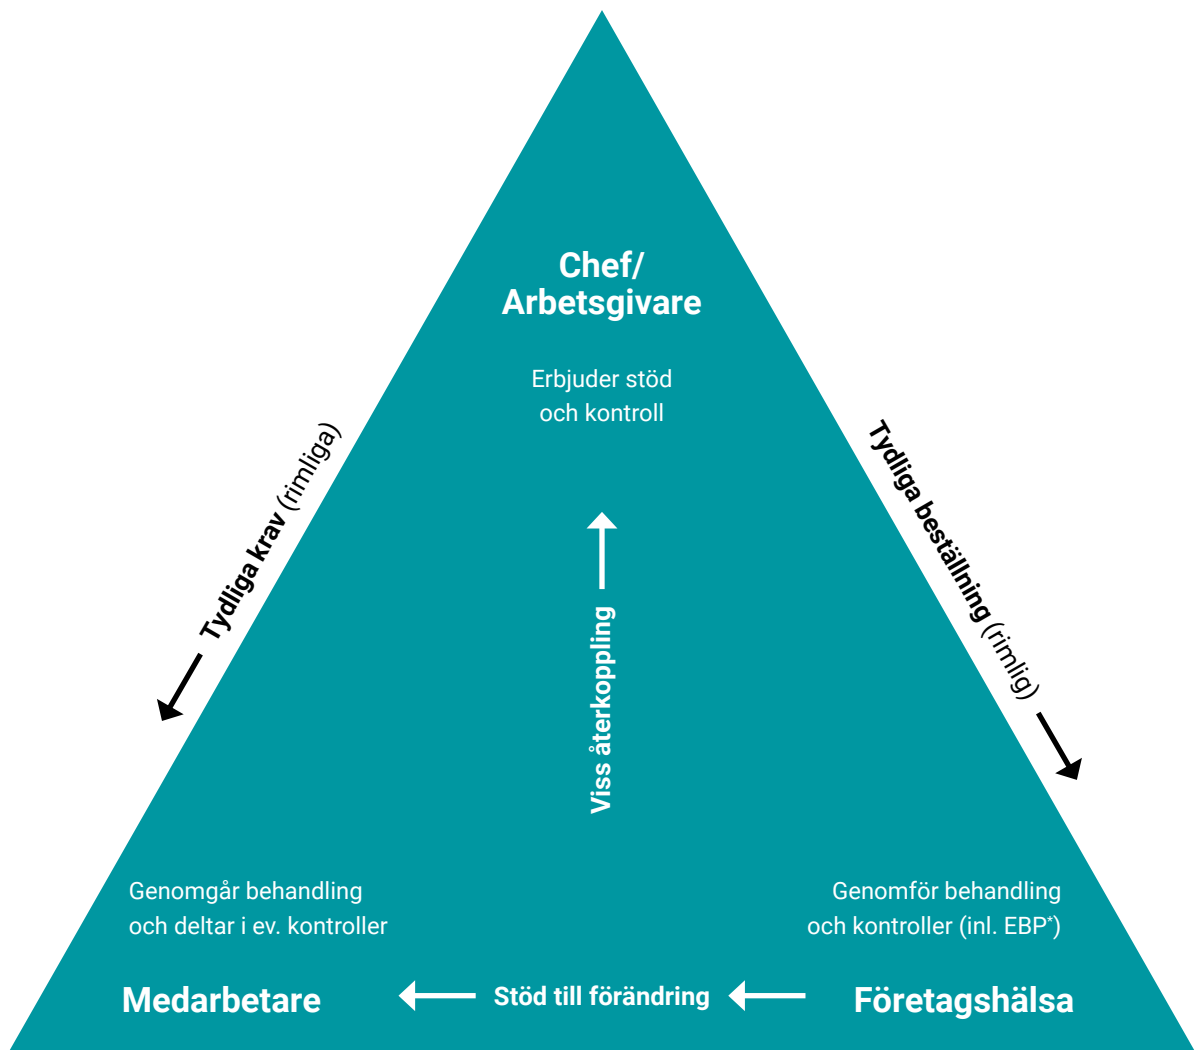 Chef/
Arbetsgivare
Erbjuder stöd
och kontroll
Tydliga krav (rimliga)
Tydliga beställning (rimlig)
Viss återkoppling
Genomgår behandling
och deltar i ev. kontroller
Genomför behandling
och kontroller (inl. EBP*)
Medarbetare
Stöd till förändring
Företagshälsa